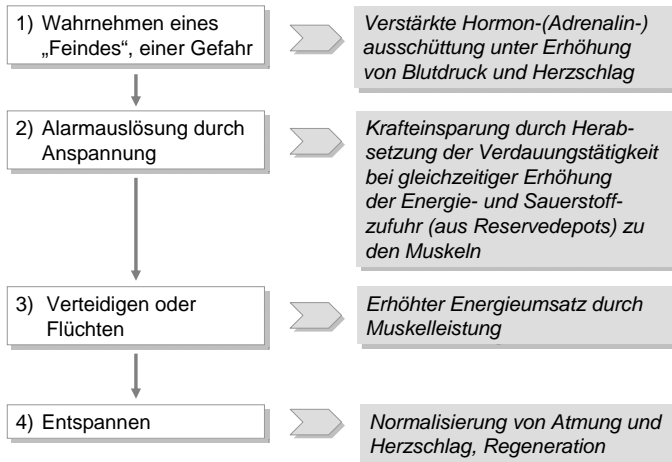 1) Wahrnehmen eines
„Feindes“, einer Gefahr
Verstärkte Hormon-(Adrenalin-)
ausschüttung unter Erhöhung
von Blutdruck und Herzschlag
2) Alarmauslösung durch
Anspannung
Krafteinsparung durch Herab-
setzung der Verdauungstätigkeit
bei gleichzeitiger Erhöhung
der Energie- und Sauerstoff-
zufuhr (aus Reservedepots) zu
den Muskeln
3) Verteidigen oder
Flüchten
Erhöhter Energieumsatz durch
Muskelleistung
4) Entspannen
Normalisierung von Atmung und
Herzschlag, Regeneration